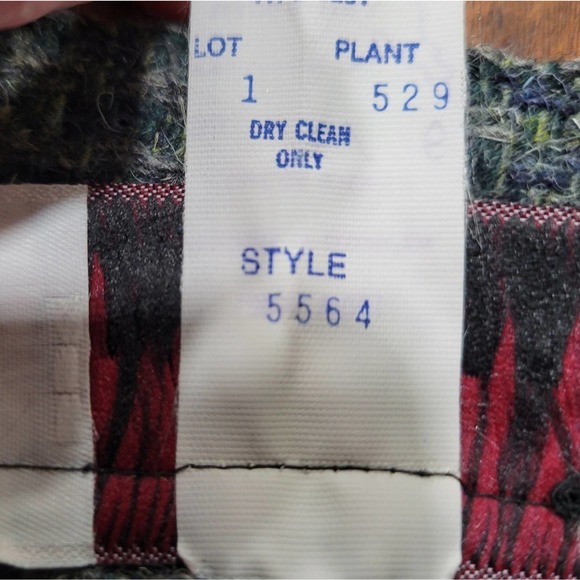 LOT PLANT
1 529
DRY CLEAN
ONLY
STYLE
5564